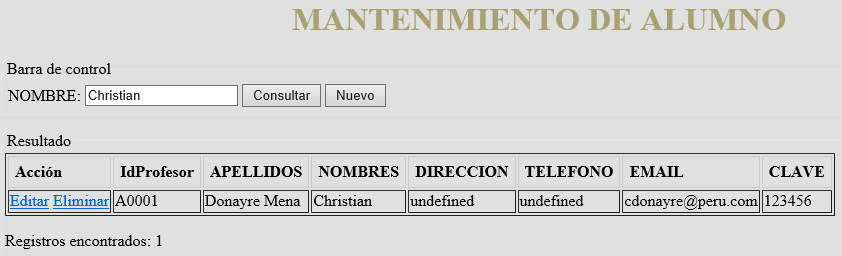 MANTENIMIENTO DE ALUMNO
Barra de control
NOMBRE: Christian Consultar Nuevo
Resultado
Acción IdProfesor APELLIDOS NOMBRES DIRECCION TELEFONO EMAIL CLAVE
Editar Eliminar A0001 Donayre Mena Christian undefined undefined cdonayre@peru.com 123456
Registros encontrados: 1